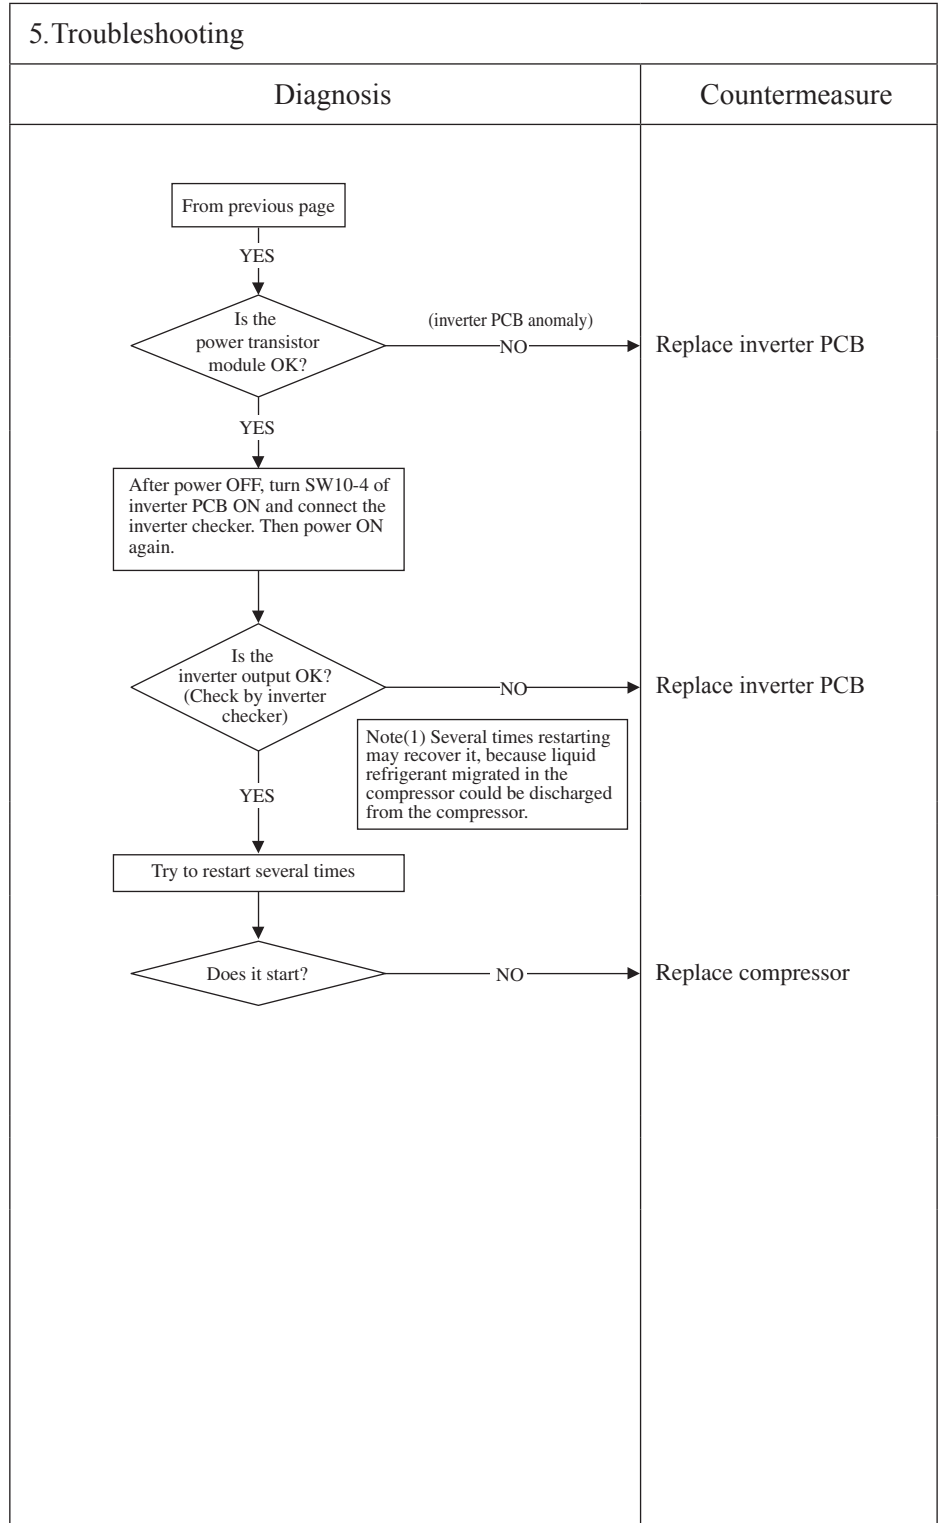 5.Troubleshooting
Diagnosis
Countermeasure
From previous page
YES
Is the
power transistor
module OK?
(inverter PCB anomaly)
NO
Replace inverter PCB
YES
After power OFF, turn SW10-4 of
inverter PCB ON and connect the
inverter checker. Then power ON
again.
Is the
inverter output OK?
(Check by inverter
checker)
NO
Replace inverter PCB
Note(1) Several times restarting
may recover it, because liquid
refrigerant migrated in the
compressor could be discharged
from the compressor.
YES
Try to restart several times
Does it start?
NO
Replace compressor